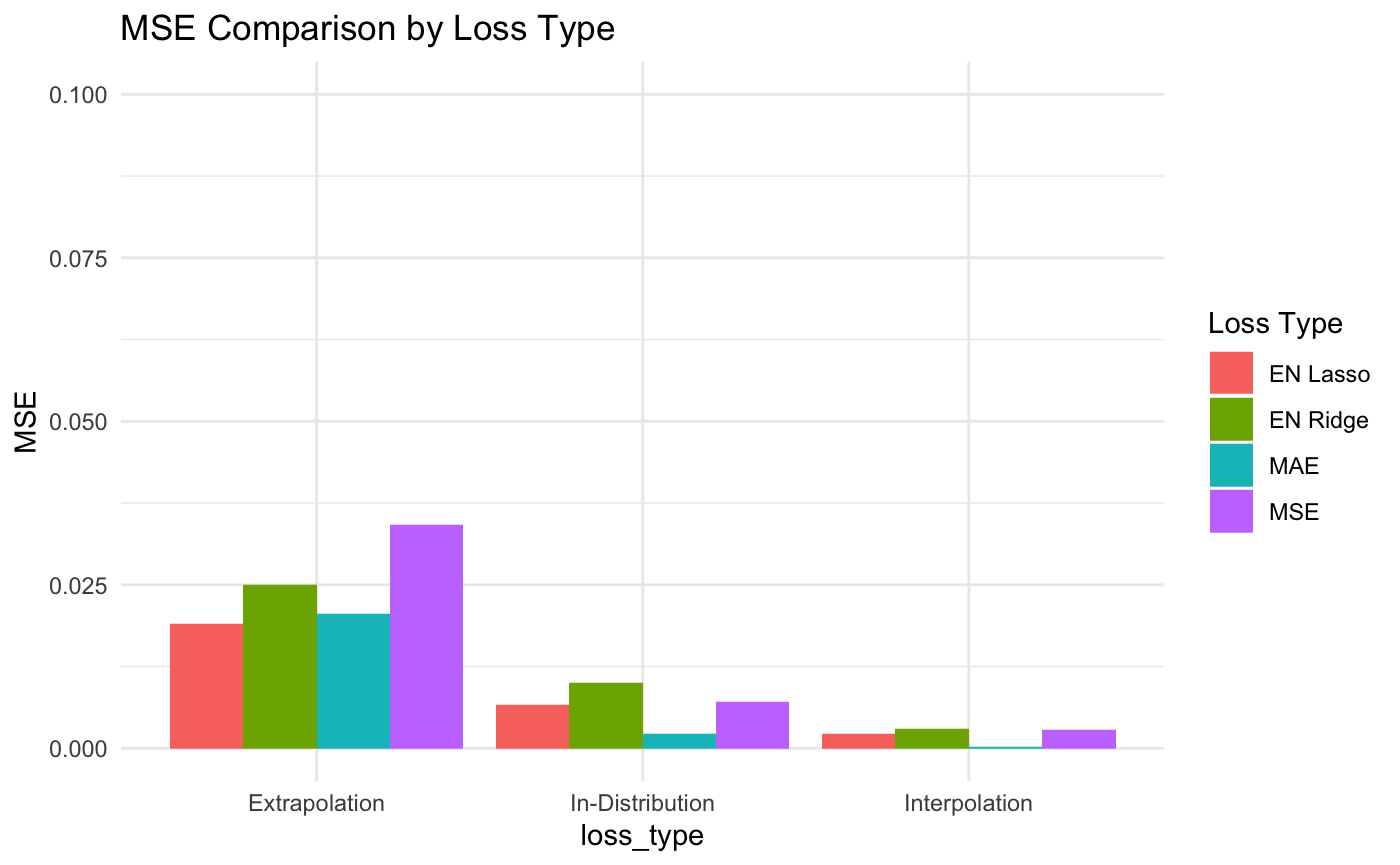 MSE Comparison by Loss Type
0.100
0.075
0.050
0.025
0.000
MSE
Extrapolation
In-Distribution
Interpolation
loss_type
Loss Type
EN Lasso
EN Ridge
MAE
MSE